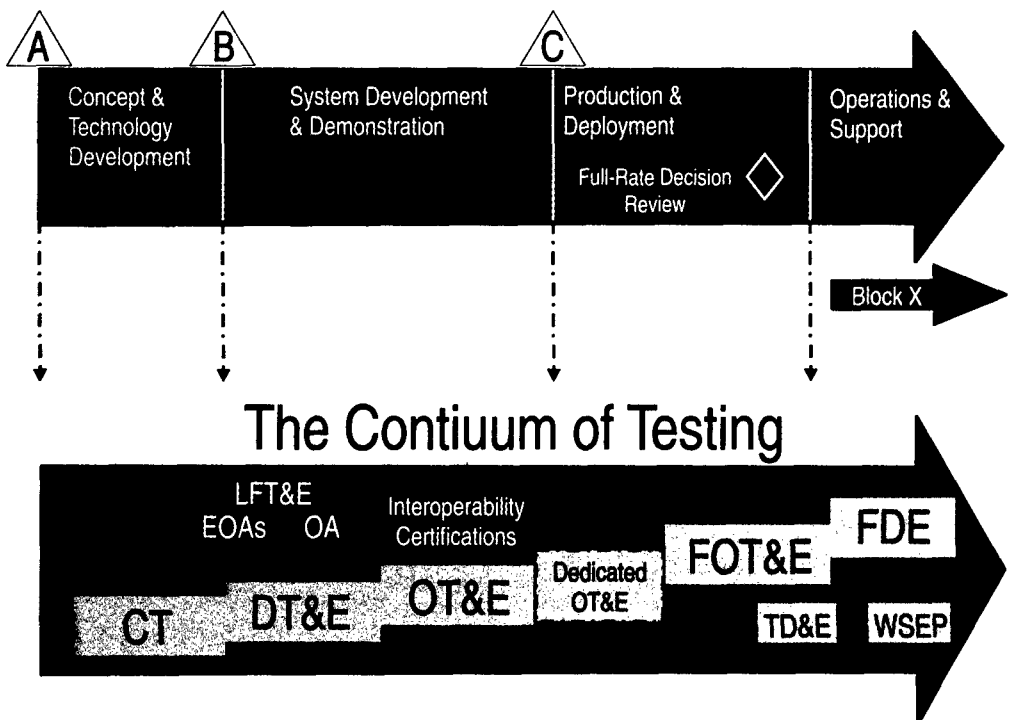 A
B
C
Concept &
Technology
Development
System Development
& Demonstration
Production &
Deployment
Full-Rate Decision
Review
Operations &
Support
Block X
The Contiuum of Testing
LFT&E
EOAs OA
Interoperability
Certifications
CT
DT&E
OT&E
Dedicated
OT&E
FOT&E
FDE
TD&E
WSEP